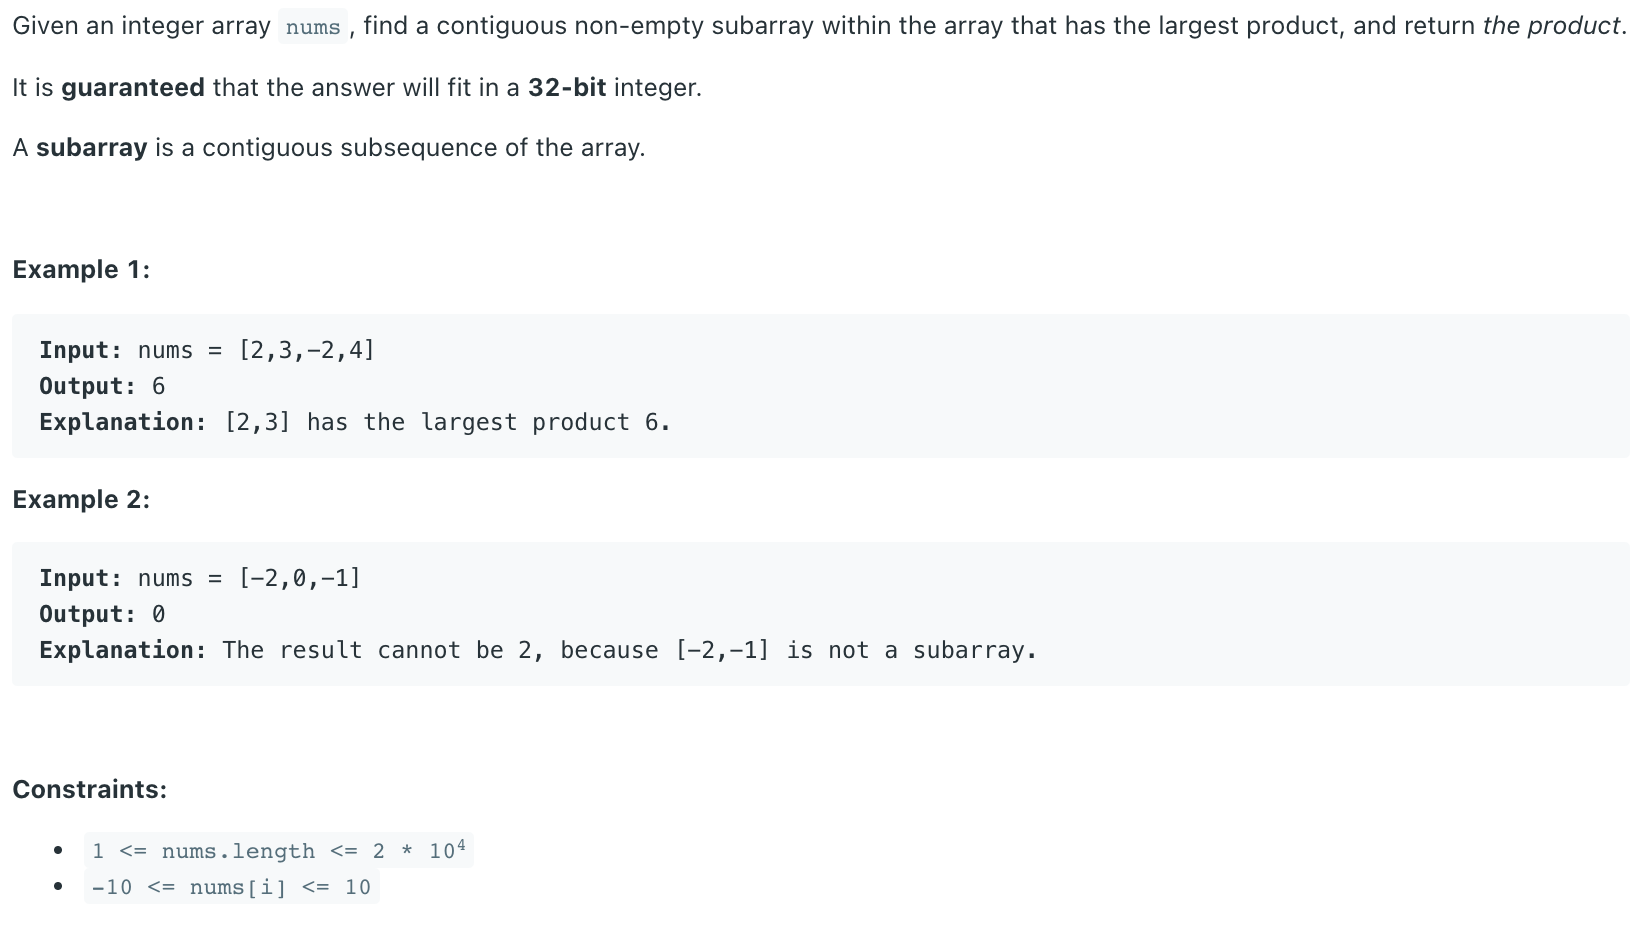 Given an integer array nums , find a contiguous non-empty subarray within the array that has the largest product, and return the product.
It is guaranteed that the answer will fit in a 32-bit integer.
A subarray is a contiguous subsequence of the array.
Example 1:
Input: nums = [2,3,−2,4]
Output: 6
Explanation: [2,3] has the largest product 6.
Example 2:
Input: nums = [−2,0,−1]
Output: 0
Explanation: The result cannot be 2, because [−2,−1] is not a subarray.
Constraints:
• 1 <= nums.length <= 2 * 10⁴
• -10 <= nums[i] <= 10